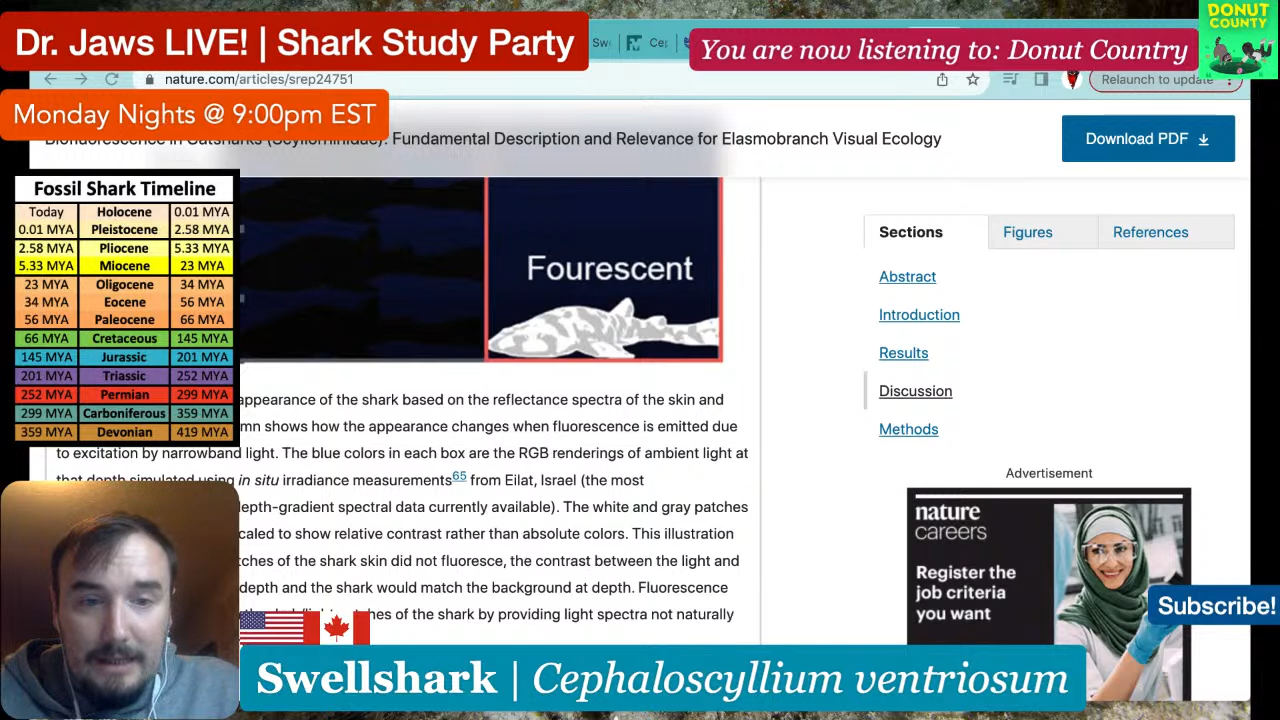 Dr. Jaws LIVE! | Shark Study Party
You are now listening to: Donut Country
DONUT
COUNTY
nature.com/articles/srep24751
Relaunch to update
Monday Nights @ 9:00pm EST
Fundamental Description and Relevance for Elasmobranch Visual Ecology
Download PDF
Fossil Shark Timeline
Today Holocene 0.01 MYA
0.01 MYA Pleistocene 2.58 MYA
2.58 MYA Pliocene 5.33 MYA
5.33 MYA Miocene 23 MYA
23 MYA Oligocene 34 MYA
34 MYA Eocene 56 MYA
56 MYA Paleocene 66 MYA
66 MYA Cretaceous 145 MYA
145 MYA Jurassic 201 MYA
201 MYA Triassic 252 MYA
252 MYA Permian 299 MYA
299 MYA Carboniferous 359 MYA
359 MYA Devonian 419 MYA
Fourescent
Sections Figures References
Abstract
Introduction
Results
Discussion
Methods
appearance of the shark based on the reflectance spectra of the skin and
mn shows how the appearance changes when fluorescence is emitted due
to excitation by narrowband light. The blue colors in each box are the RGB renderings of ambient light at
that depth simulated using in situ irradiance measurements65 from Eilat, Israel (the most
depth-gradient spectral data currently available). The white and gray patches
caled to show relative contrast rather than absolute colors. This illustration
tches of the shark skin did not fluoresce, the contrast between the light and
depth and the shark would match the background at depth. Fluorescence
hes of the shark by providing light spectra not naturally
Advertisement
nature
careers
Register the
job criteria
you want
Subscribe!
Swellshark | Cephaloscyllium ventriosum